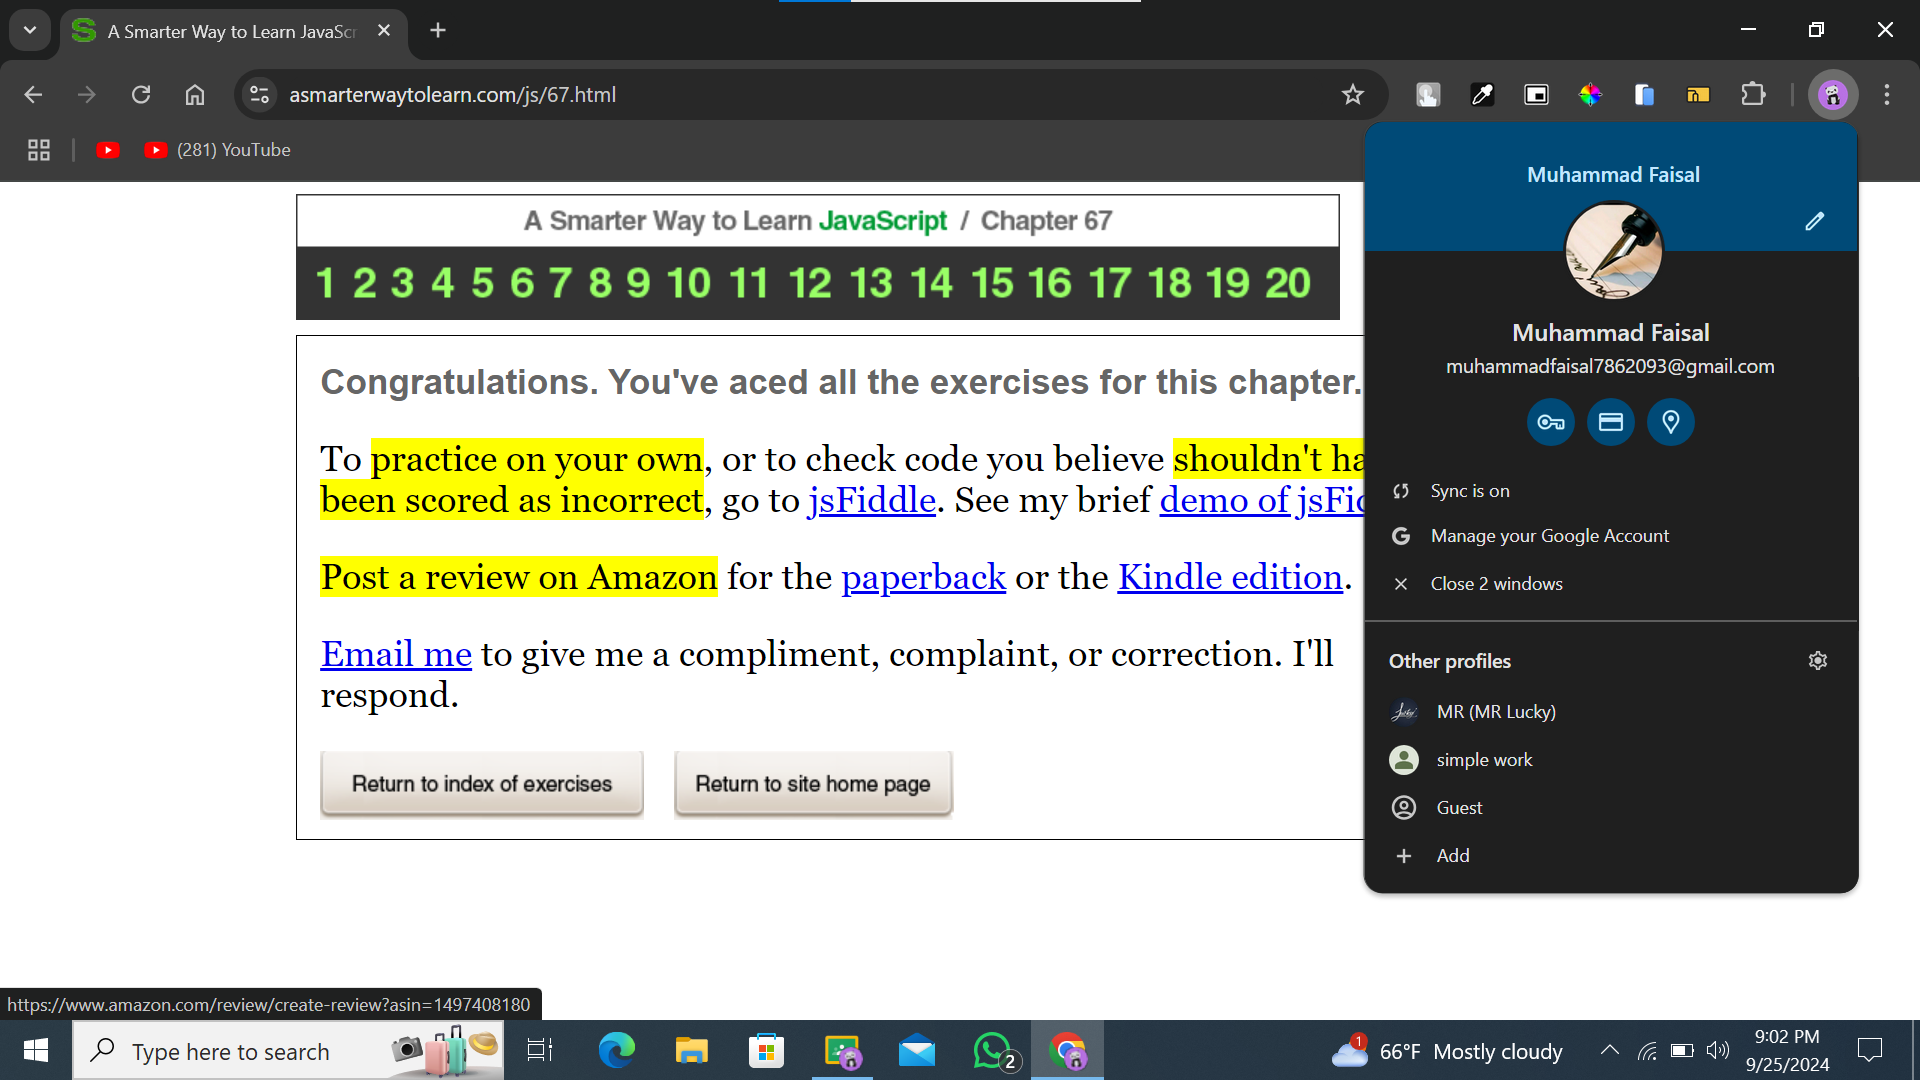 A Smarter Way to Learn JavaScr
asmarterwaytolearn.com/js/67.html
(281) YouTube
A Smarter Way to Learn JavaScript / Chapter 67
1 2 3 4 5 6 7 8 9 10 11 12 13 14 15 16 17 18 19 20
Congratulations. You've aced all the exercises for this chapter.
To practice on your own, or to check code you believe shouldn't ha
been scored as incorrect, go to jsFiddle. See my brief demo of jsFid
Post a review on Amazon for the paperback or the Kindle edition.
Email me to give me a compliment, complaint, or correction. I'll
respond.
Return to index of exercises
Return to site home page
Muhammad Faisal
Muhammad Faisal
muhammadfaisal7862093@gmail.com
Sync is on
Manage your Google Account
Close 2 windows
Other profiles
MR (MR Lucky)
simple work
Guest
Add
https://www.amazon.com/review/create-review?asin=1497408180
Type here to search
2
1
66°F Mostly cloudy
9:02 PM
9/25/2024